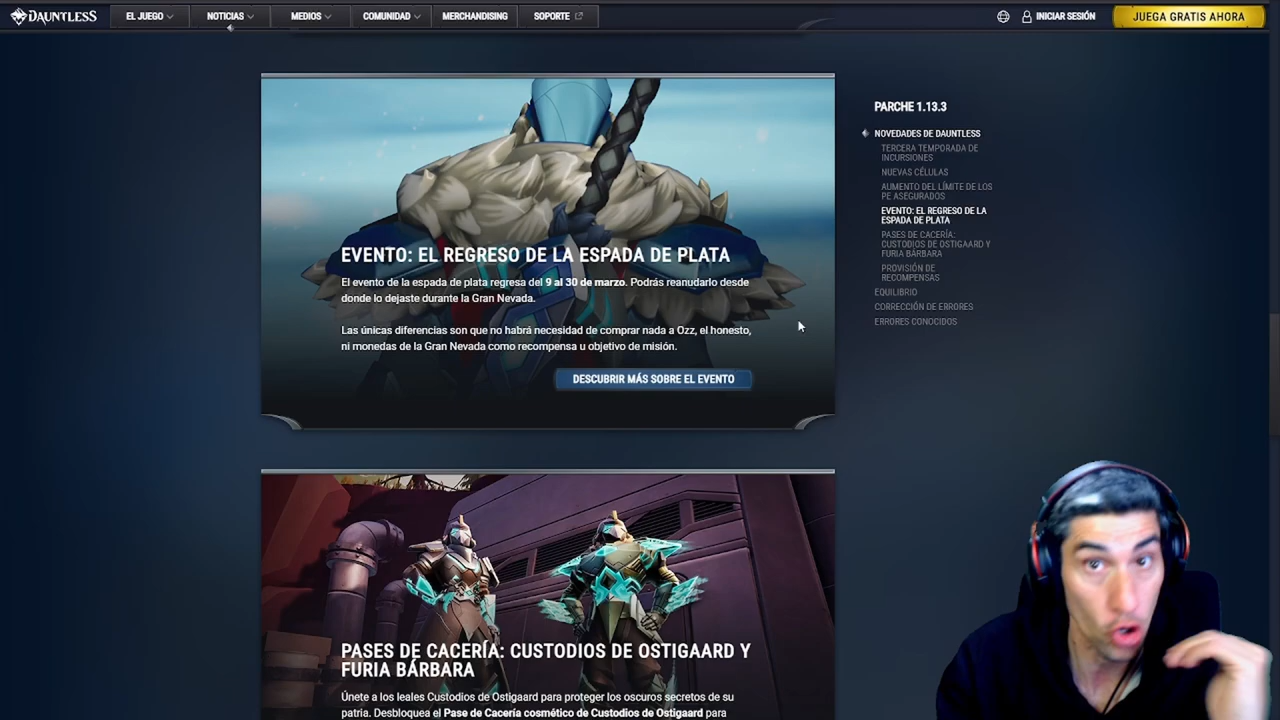 DAUNTLESS
EL JUEGO
NOTICIAS
MEDIOS
COMUNIDAD
MERCHANDISING
SOPORTE
INICIAR SESIÓN
JUEGA GRATIS AHORA
EVENTO: EL REGRESO DE LA ESPADA DE PLATA
El evento de la espada de plata regresa del 9 al 30 de marzo. Podrás reanudarlo desde
donde lo dejaste durante la Gran Nevada.
Las únicas diferencias son que no habrá necesidad de comprar nada a Ozz, el honesto,
ni monedas de la Gran Nevada como recompensa u objetivo de misión.
DESCUBRIR MÁS SOBRE EL EVENTO
PASES DE CACERÍA: CUSTODIOS DE OSTIGAARD Y
FURIA BÁRBARA
Únete a los leales Custodios de Ostigaard para proteger los oscuros secretos de su
patria. Desbloquea el Pase de Cacería cosmético de Custodios de Ostigaard para
PARCHE 1.13.3
NOVEDADES DE DAUNTLESS
TERCERA TEMPORADA DE
INCURSIONES
NUEVAS CÉLULAS
AUMENTO DEL LÍMITE DE LOS
PE ASEGURADOS
EVENTO: EL REGRESO DE LA
ESPADA DE PLATA
PASES DE CACERÍA:
CUSTODIOS DE OSTIGAARD Y
FURIA BÁRBARA
PROVISIÓN DE
RECOMPENSAS
EQUILIBRIO
CORRECCIÓN DE ERRORES
ERRORES CONOCIDOS